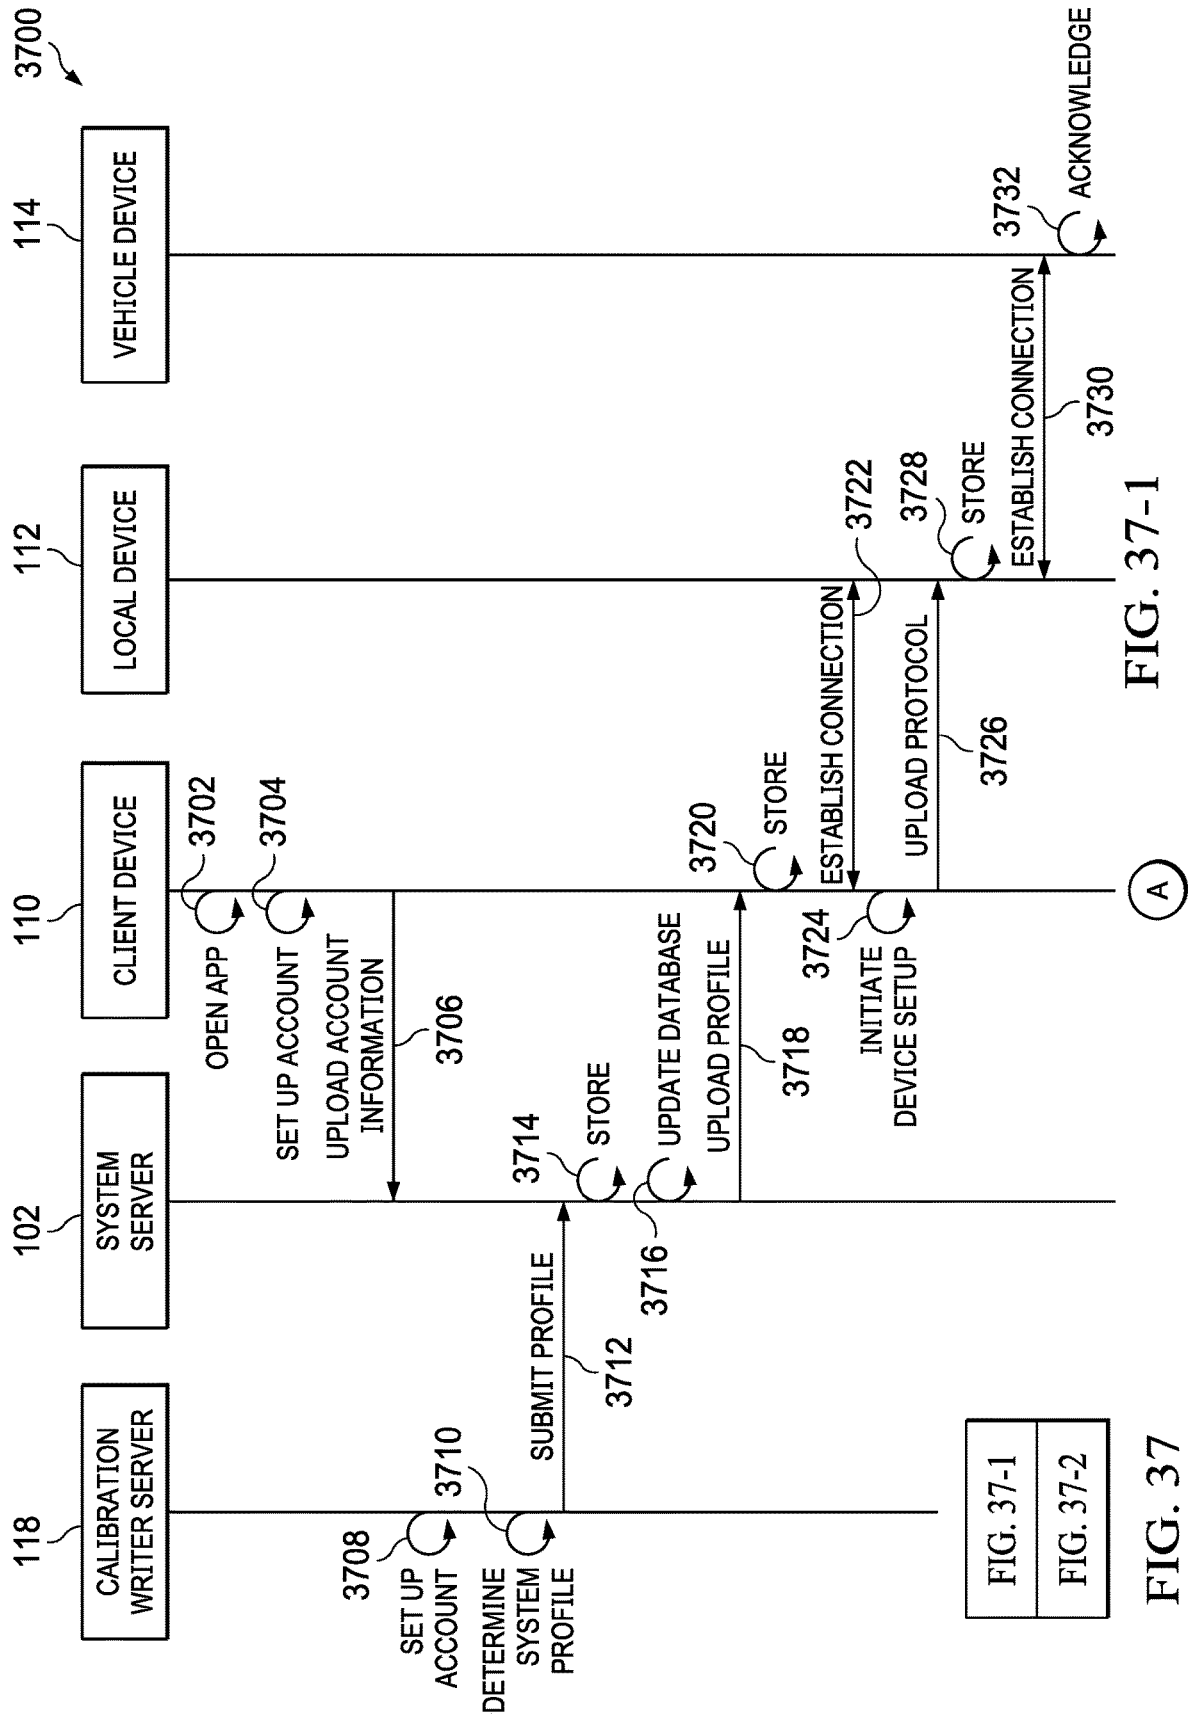 3700
118
CALIBRATION
WRITER SERVER
102
SYSTEM
SERVER
110
CLIENT DEVICE
112
LOCAL DEVICE
114
VEHICLE DEVICE
3702
OPEN APP
3704
SET UP ACCOUNT
UPLOAD ACCOUNT
INFORMATION
3706
3708
SET UP
ACCOUNT
3710
DETERMINE
SYSTEM
PROFILE
SUBMIT PROFILE
3712
3714
STORE
3716
UPDATE DATABASE
UPLOAD PROFILE
3718
3720
STORE
ESTABLISH CONNECTION
3722
3724
INITIATE
DEVICE SETUP
UPLOAD PROTOCOL
3726
3728
STORE
ESTABLISH CONNECTION
3730
3732
ACKNOWLEDGE
A
FIG. 37-1
FIG. 37-1
FIG. 37-2
FIG. 37